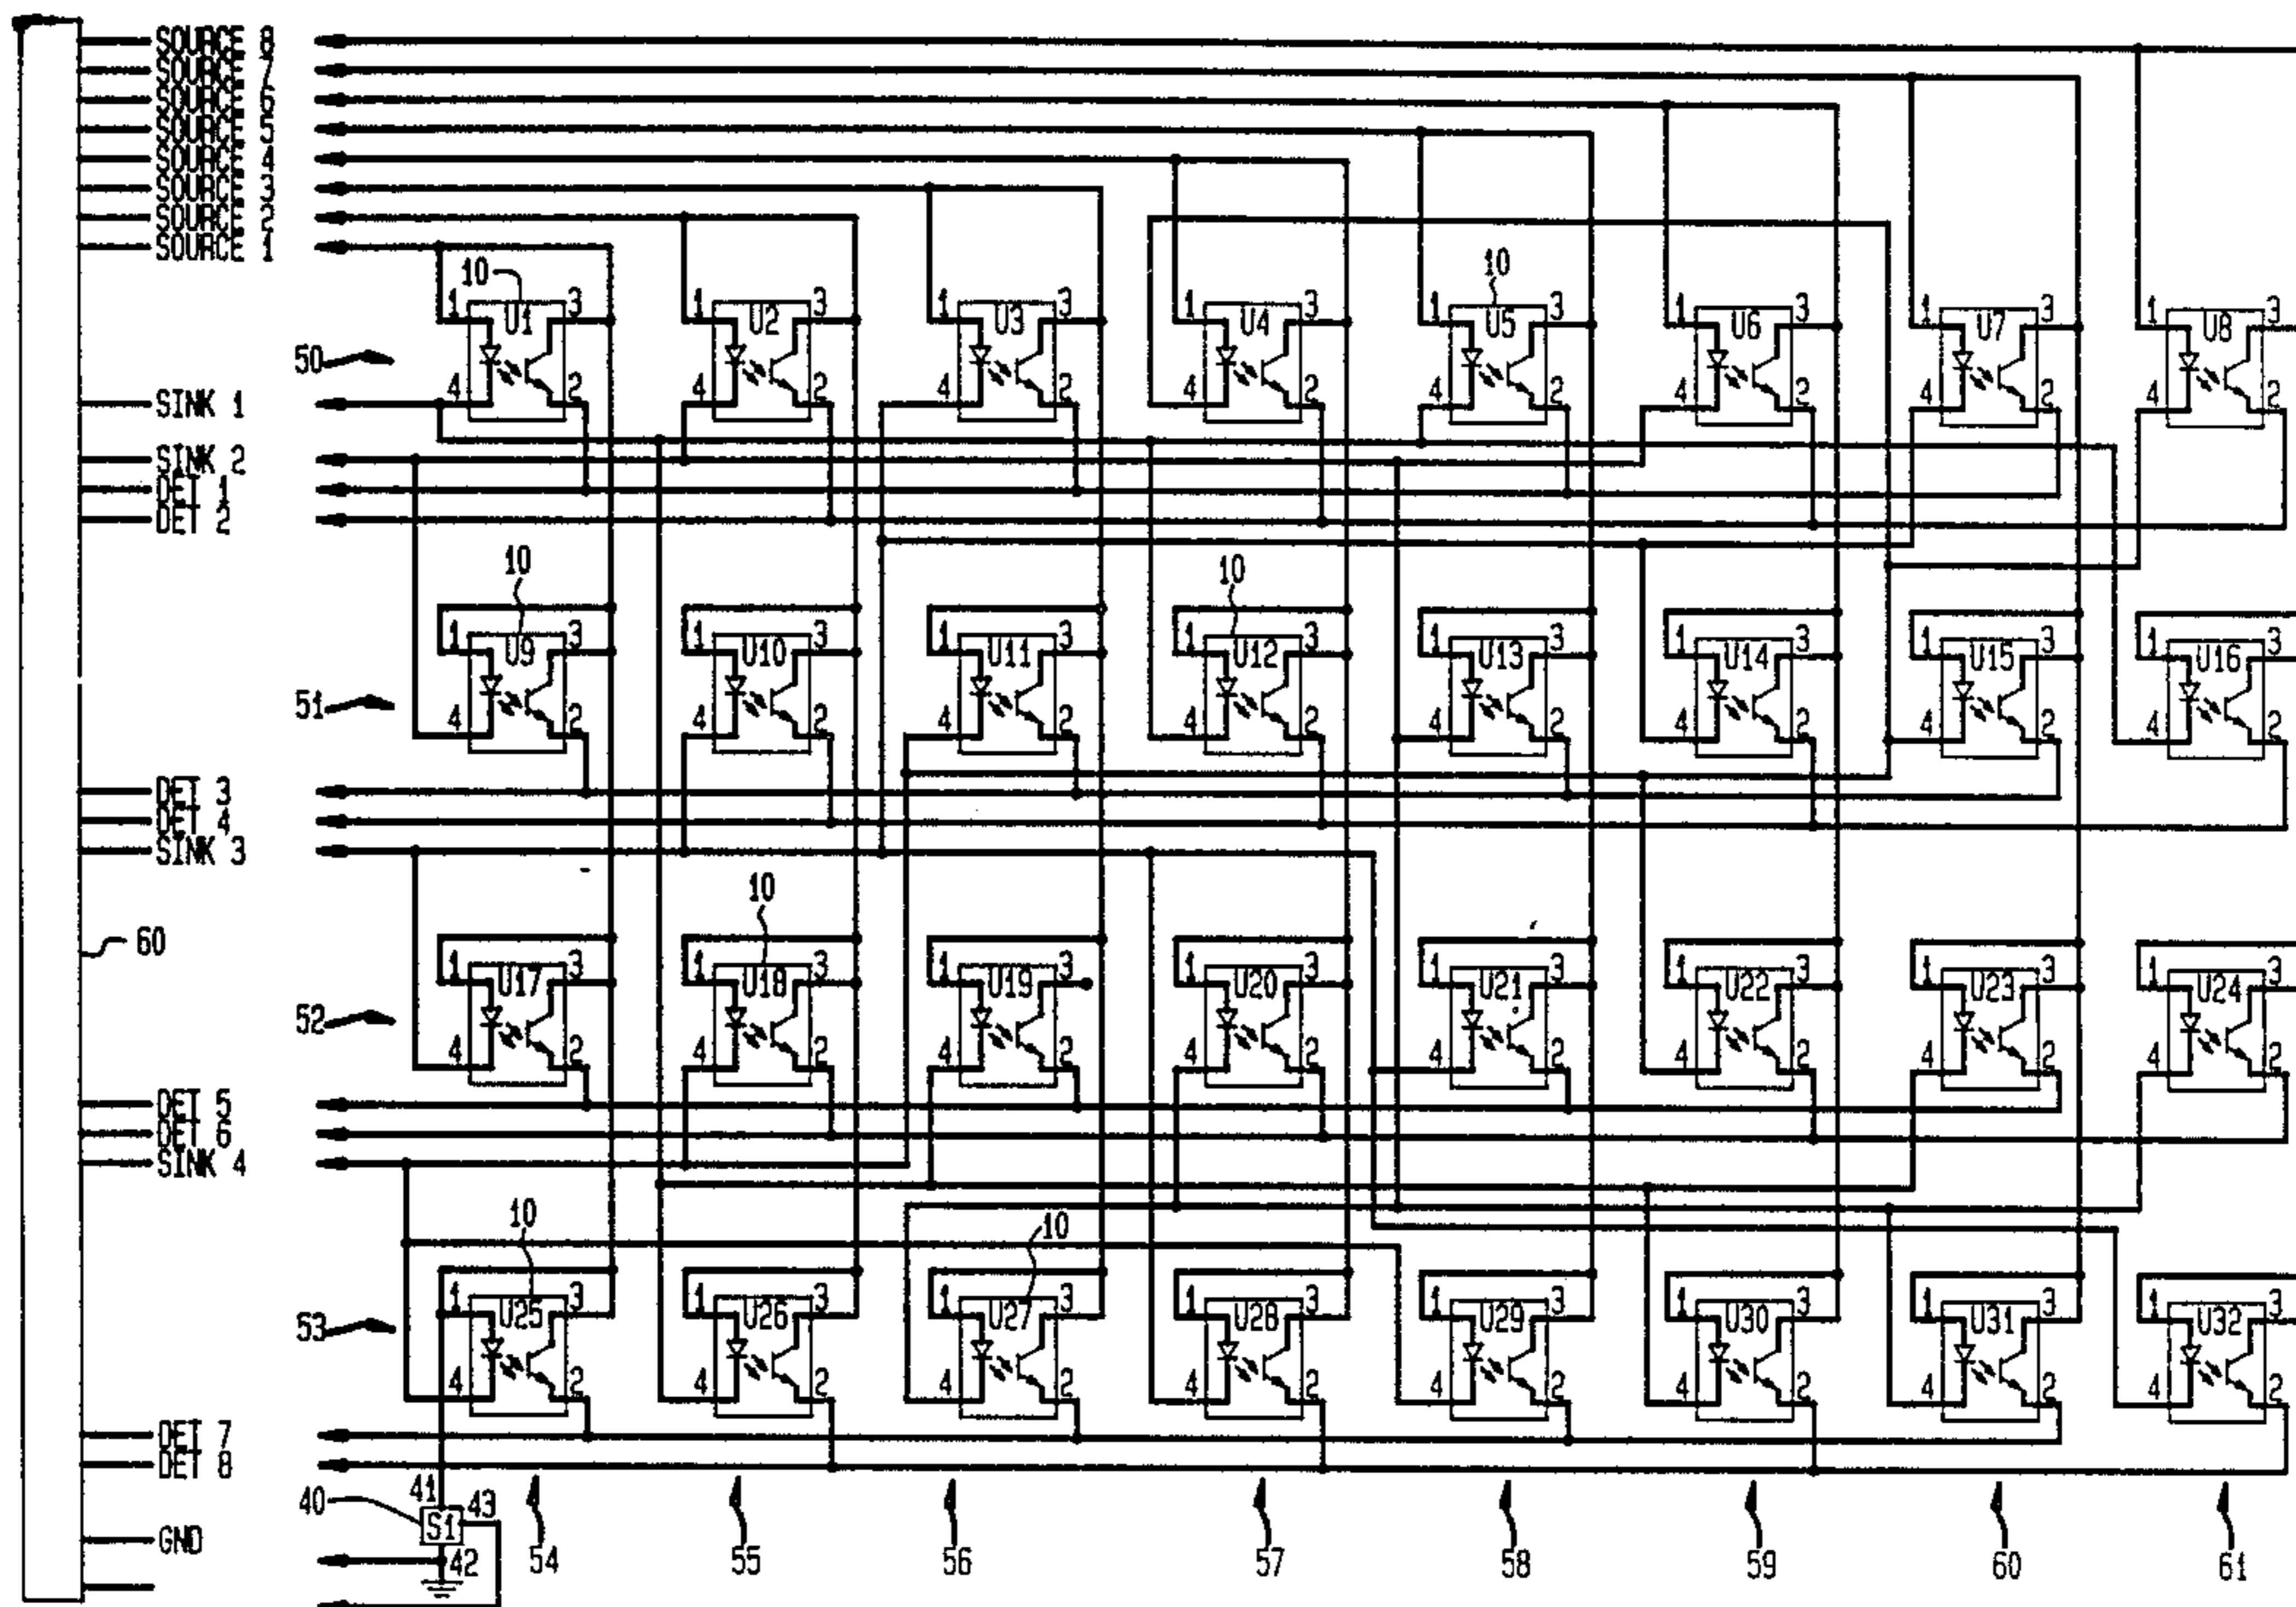 SOURCE 8
SOURCE 7
SOURCE 6
SOURCE 5
SOURCE 4
SOURCE 3
SOURCE 2
SOURCE 1
10 10
1 U1 3 1 U2 3 1 U3 3 1 U4 3 1 U5 3 1 U6 3 1 U7 3 1 U8 3
50
4 2 4 2 4 2 4 2 4 2 4 2 4 2 4 2
SINK 1
SINK 2
DET 1
DET 2
10 10
1 U9 3 1 U10 3 1 U11 3 1 U12 3 1 U13 3 1 U14 3 1 U15 3 1 U16 3
51
4 2 4 2 4 2 4 2 4 2 4 2 4 2 4 2
DET 3
DET 4
SINK 3
10
60
1 U17 3 1 U18 3 1 U19 3 1 U20 3 1 U21 3 1 U22 3 1 U23 3 1 U24 3
52
4 2 4 2 4 2 4 2 4 2 4 2 4 2 4 2
DET 5
DET 6
SINK 4
10 10
1 U25 3 1 U26 3 1 U27 3 1 U28 3 1 U29 3 1 U30 3 1 U31 3 1 U32 3
53
4 2 4 2 4 2 4 2 4 2 4 2 4 2 4 2
DET 7
DET 8
41
40 43
S1
GND
42
54 55 56 57 58 59 60 61